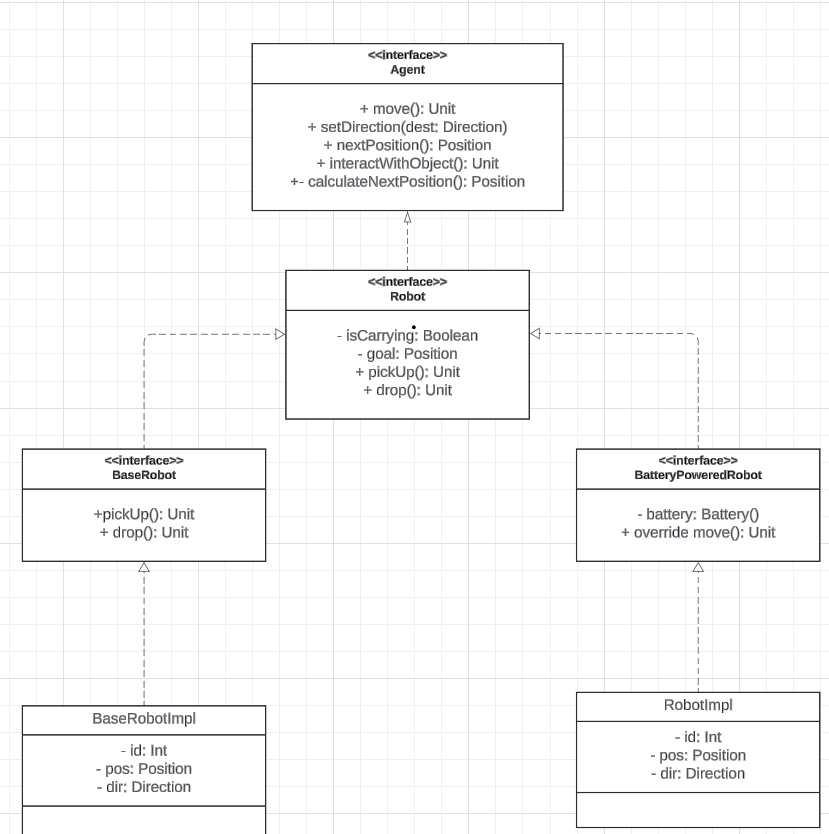 <<interface>>
Agent
+ move(): Unit
+ setDirection(dest: Direction)
+ nextPosition(): Position
+ interactWithObject(): Unit
+- calculateNextPosition(): Position
<<interface>>
Robot
- isCarrying: Boolean
- goal: Position
+ pickUp(): Unit
+ drop(): Unit
<<interface>>
BaseRobot
+pickUp(): Unit
+ drop(): Unit
<<interface>>
BatteryPoweredRobot
- battery: Battery()
+ override move(): Unit
BaseRobotImpl
- id: Int
- pos: Position
- dir: Direction
RobotImpl
- id: Int
- pos: Position
- dir: Direction